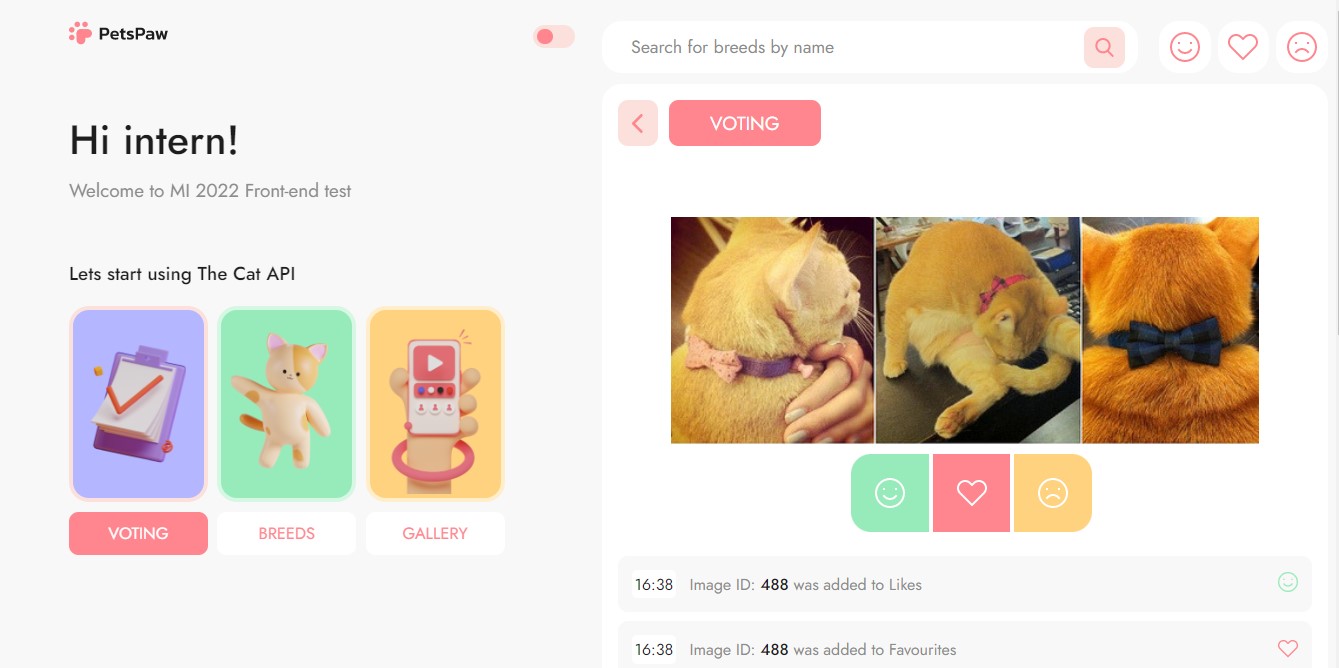 PetsPaw
Hi intern!
Welcome to MI 2022 Front-end test
Lets start using The Cat API
VOTING
BREEDS
GALLERY
Search for breeds by name
VOTING
16:38 Image ID: 488 was added to Likes
16:38 Image ID: 488 was added to Favourites